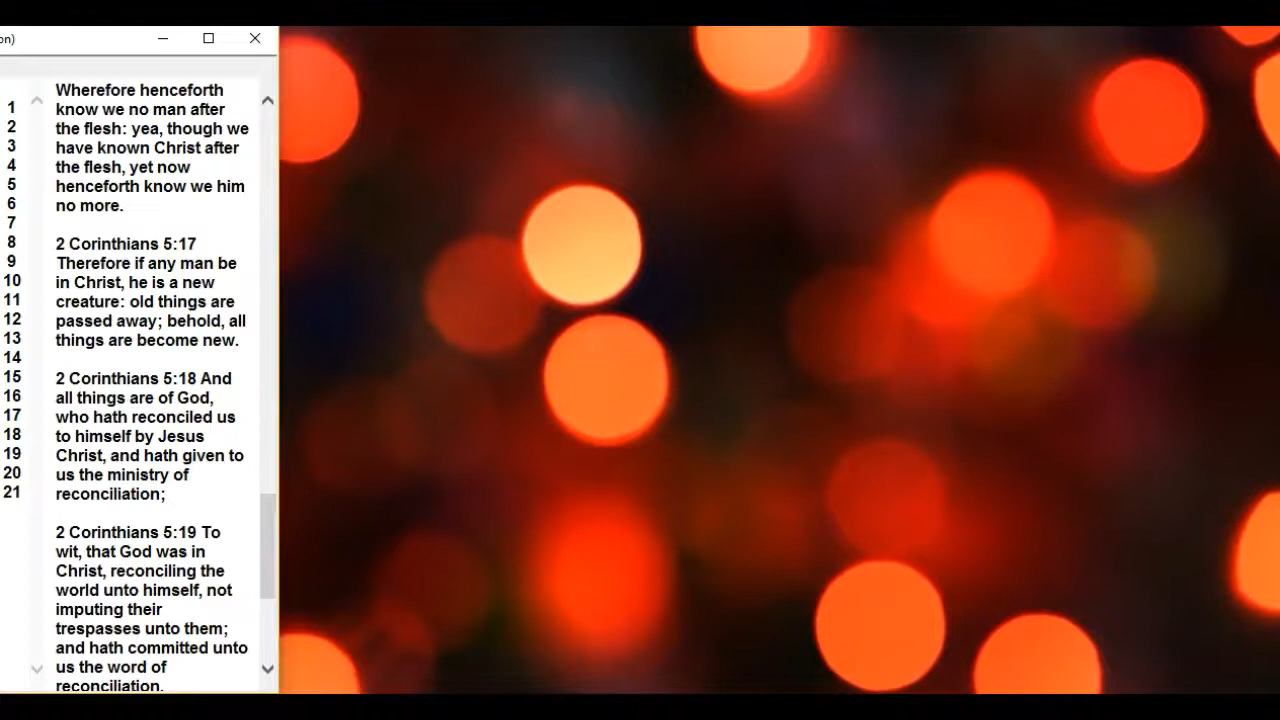 on)
1
2
3
4
5
6
7
8
9
10
11
12
13
14
15
16
17
18
19
20
21
Wherefore henceforth
know we no man after
the flesh: yea, though we
have known Christ after
the flesh, yet now
henceforth know we him
no more.
2 Corinthians 5:17
Therefore if any man be
in Christ, he is a new
creature: old things are
passed away; behold, all
things are become new.
2 Corinthians 5:18 And
all things are of God,
who hath reconciled us
to himself by Jesus
Christ, and hath given to
us the ministry of
reconciliation;
2 Corinthians 5:19 To
wit, that God was in
Christ, reconciling the
world unto himself, not
imputing their
trespasses unto them;
and hath committed unto
us the word of
reconciliation.